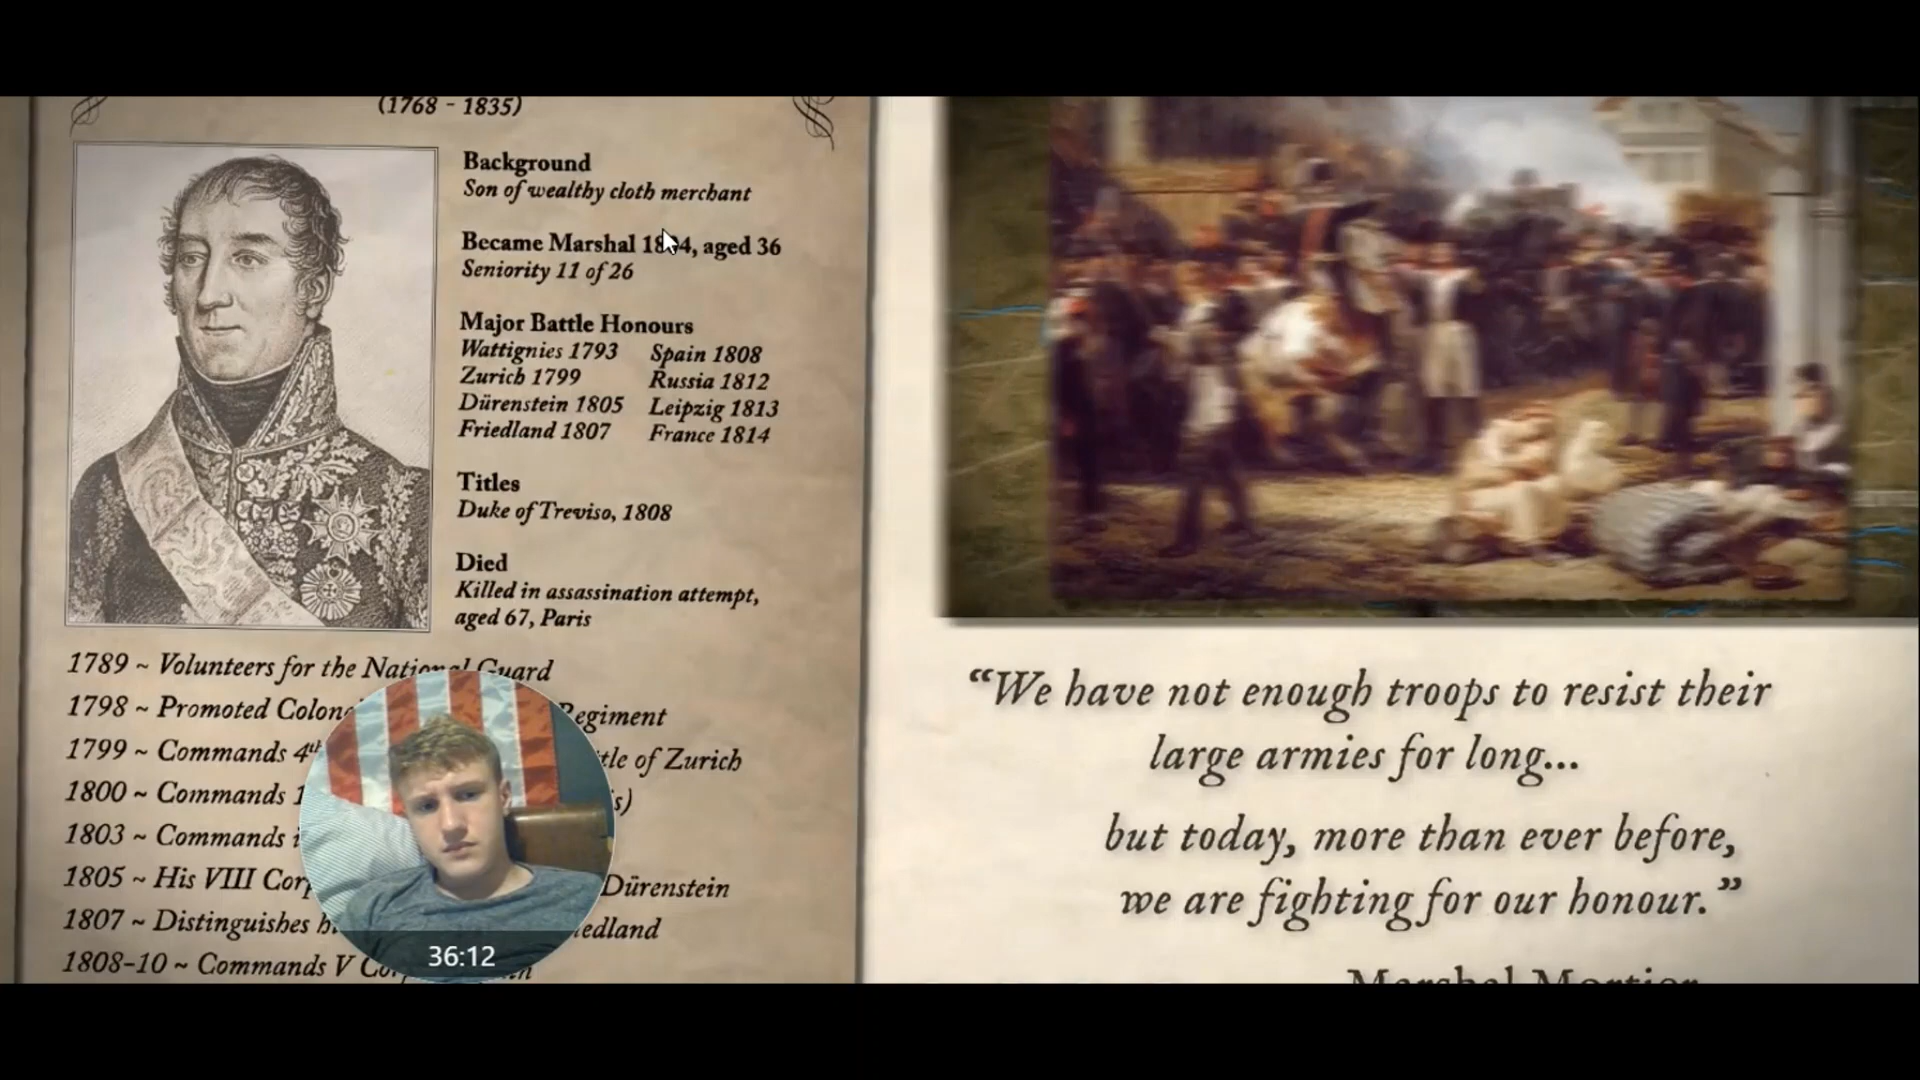 (1768 - 1835)
Background
Son of wealthy cloth merchant
Became Marshal 1804, aged 36
Seniority 11 of 26
Major Battle Honours
Wattignies 1793 Spain 1808
Zurich 1799 Russia 1812
Dürenstein 1805 Leipzig 1813
Friedland 1807 France 1814
Titles
Duke of Treviso, 1808
Died
Killed in assassination attempt,
aged 67, Paris
1789 ~ Volunteers for the National Guard
1798 ~ Promoted Regiment
1799 ~ Commands 4th of Zurich
1800 ~ Commands
1803 ~ Commands
1805 ~ His VIII Dürenstein
1807 ~ Distinguishes
1808-10 ~ Commands V
36:12
“We have not enough troops to resist their
large armies for long...
but today, more than ever before,
we are fighting for our honour.”
Marshal Mortier